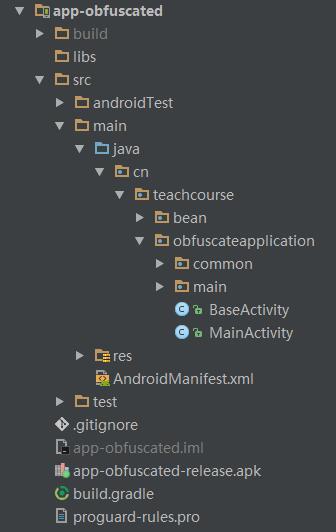 app-obfuscated
build
libs
src
androidTest
main
java
cn
teachcourse
bean
obfuscateapplication
common
main
BaseActivity
MainActivity
res
AndroidManifest.xml
test
.gitignore
app-obfuscated.iml
app-obfuscated-release.apk
build.gradle
proguard-rules.pro